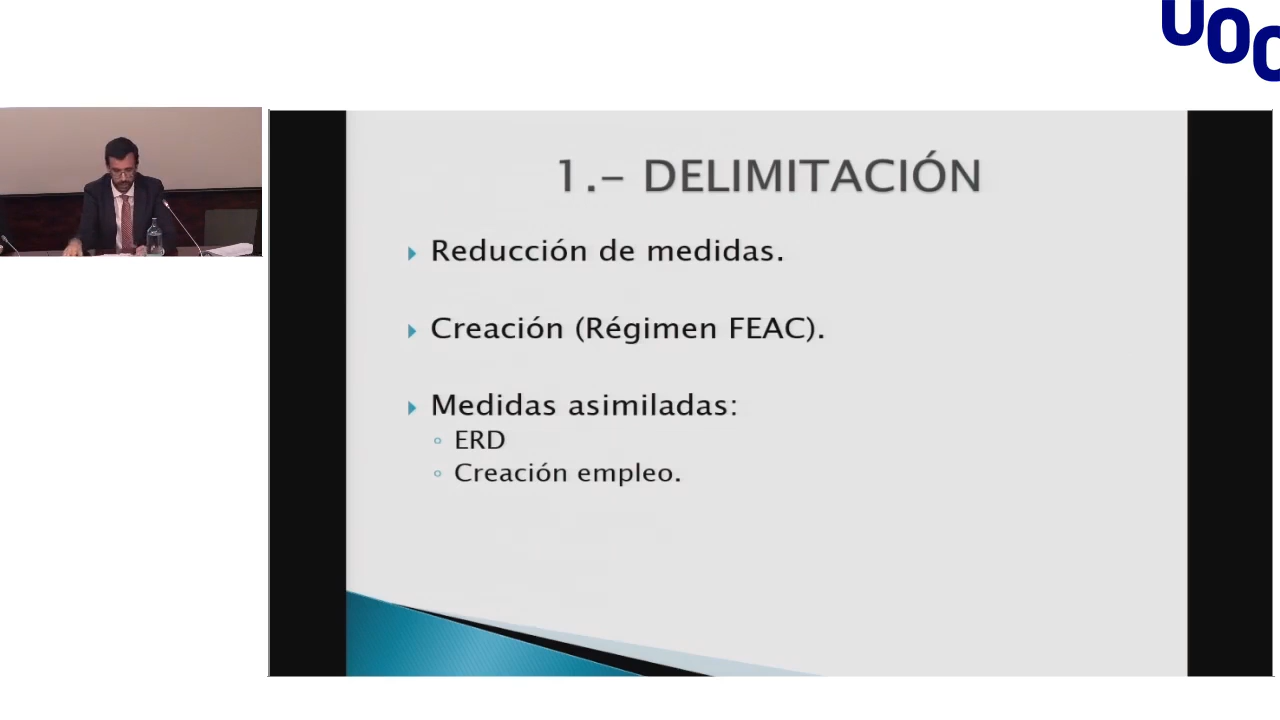 UOC
1.- DELIMITACIÓN
Reducción de medidas.
Creación (Régimen FEAC).
Medidas asimiladas:
ERD
Creación empleo.